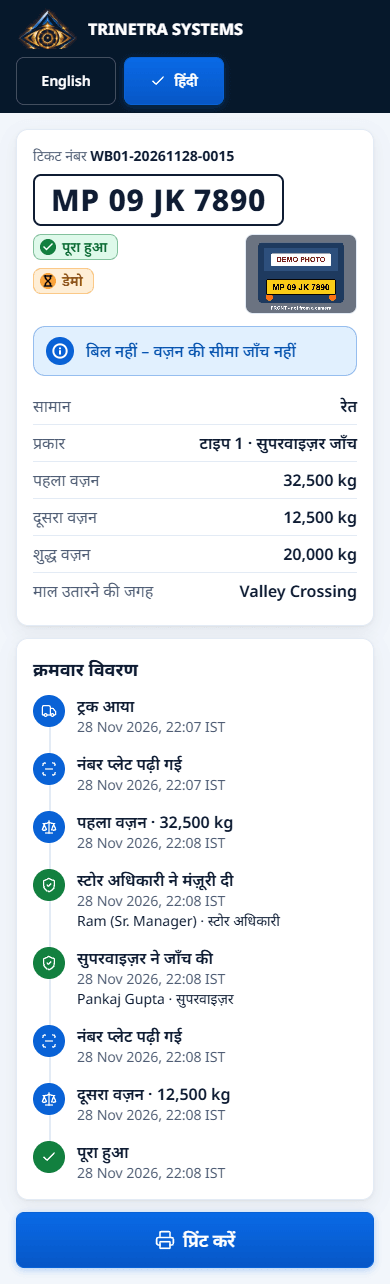 TRINETRA SYSTEMS
English
हिंदी
टिकट नंबर WB01-20261128-0015
MP 09 JK 7890
पूरा हुआ
डेमो
DEMO PHOTO
MP 09 JK 7890
FRONT - not from a camera
बिल नहीं – वज़न की सीमा जाँच नहीं
सामान रेत
प्रकार टाइप 1 · सुपरवाइज़र जाँच
पहला वज़न 32,500 kg
दूसरा वज़न 12,500 kg
शुद्ध वज़न 20,000 kg
माल उतारने की जगह Valley Crossing
क्रमवार विवरण
ट्रक आया
28 Nov 2026, 22:07 IST
नंबर प्लेट पढ़ी गई
28 Nov 2026, 22:07 IST
पहला वज़न · 32,500 kg
28 Nov 2026, 22:08 IST
स्टोर अधिकारी ने मंज़ूरी दी
28 Nov 2026, 22:08 IST
Ram (Sr. Manager) · स्टोर अधिकारी
सुपरवाइज़र ने जाँच की
28 Nov 2026, 22:08 IST
Pankaj Gupta · सुपरवाइज़र
नंबर प्लेट पढ़ी गई
28 Nov 2026, 22:08 IST
दूसरा वज़न · 12,500 kg
28 Nov 2026, 22:08 IST
पूरा हुआ
28 Nov 2026, 22:08 IST
प्रिंट करें